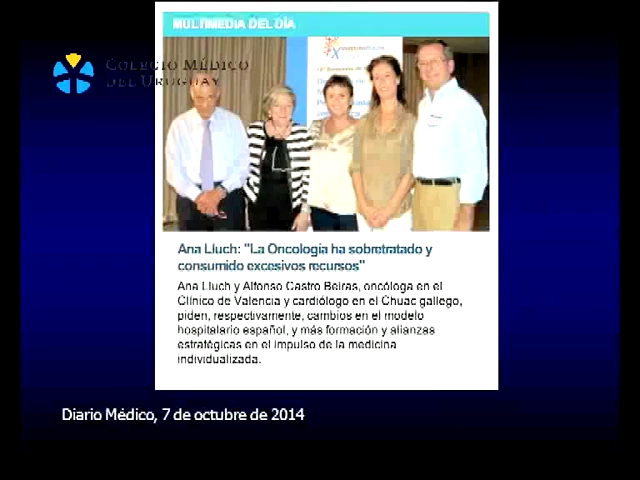 MULTIMEDIA DEL DÍA
COLEGIO MÉDICO
DEL URUGUAY
Ana Lluch: "La Oncología ha sobretratado y
consumido excesivos recursos"
Ana Lluch y Alfonso Castro Beiras, oncóloga en el
Clínico de Valencia y cardiólogo en el Chuac gallego,
piden, respectivamente, cambios en el modelo
hospitalario español, y más formación y alianzas
estratégicas en el impulso de la medicina
individualizada.
Diario Médico, 7 de octubre de 2014